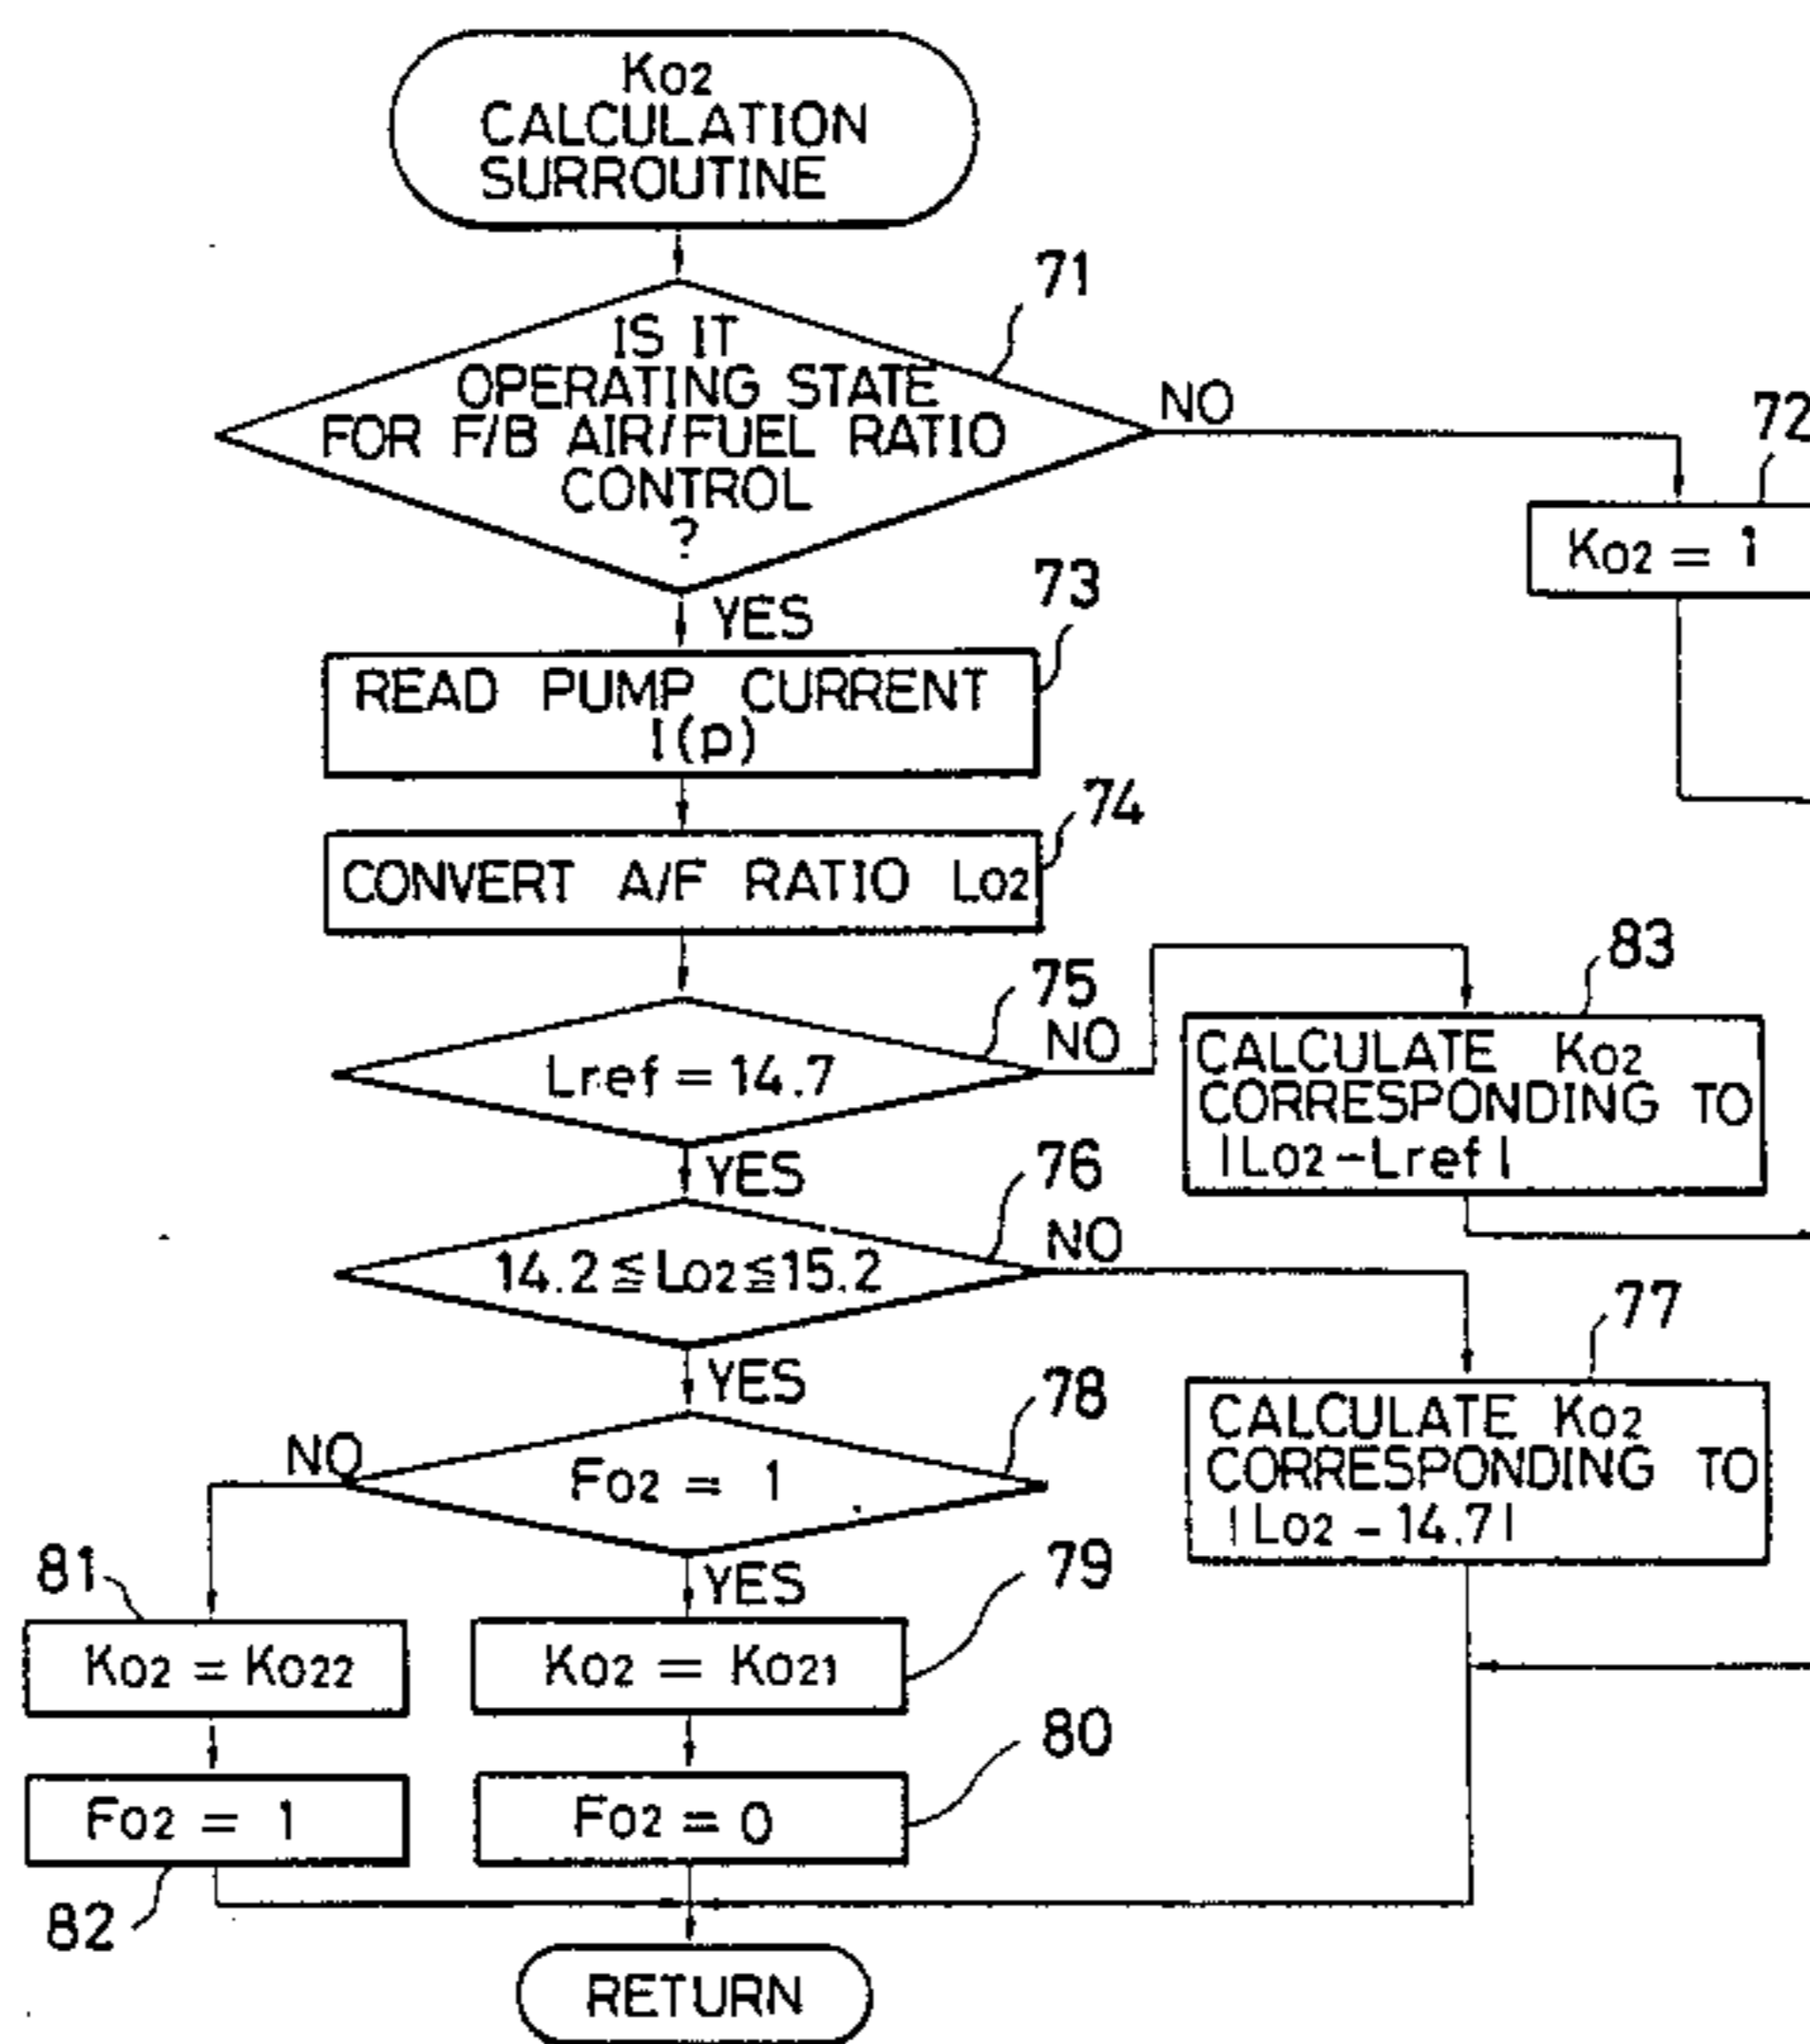 Ko2
CALCULATION
SURROUTINE
71
IS IT
OPERATING STATE
FOR F/B AIR/FUEL RATIO
CONTROL
?
NO
72
Ko2 = 1
YES
73
READ PUMP CURRENT
I(p)
74
CONVERT A/F RATIO Lo2
75
Lref = 14.7
NO
83
CALCULATE Ko2
CORRESPONDING TO
|Lo2-Lref|
YES
76
14.2≦Lo2≦15.2
NO
77
CALCULATE Ko2
CORRESPONDING TO
|Lo2-14.7|
YES
78
Fo2 = 1
NO
YES
81
Ko2 = Ko22
79
Ko2 = Ko21
80
Fo2 = 1
Fo2 = 0
82
RETURN